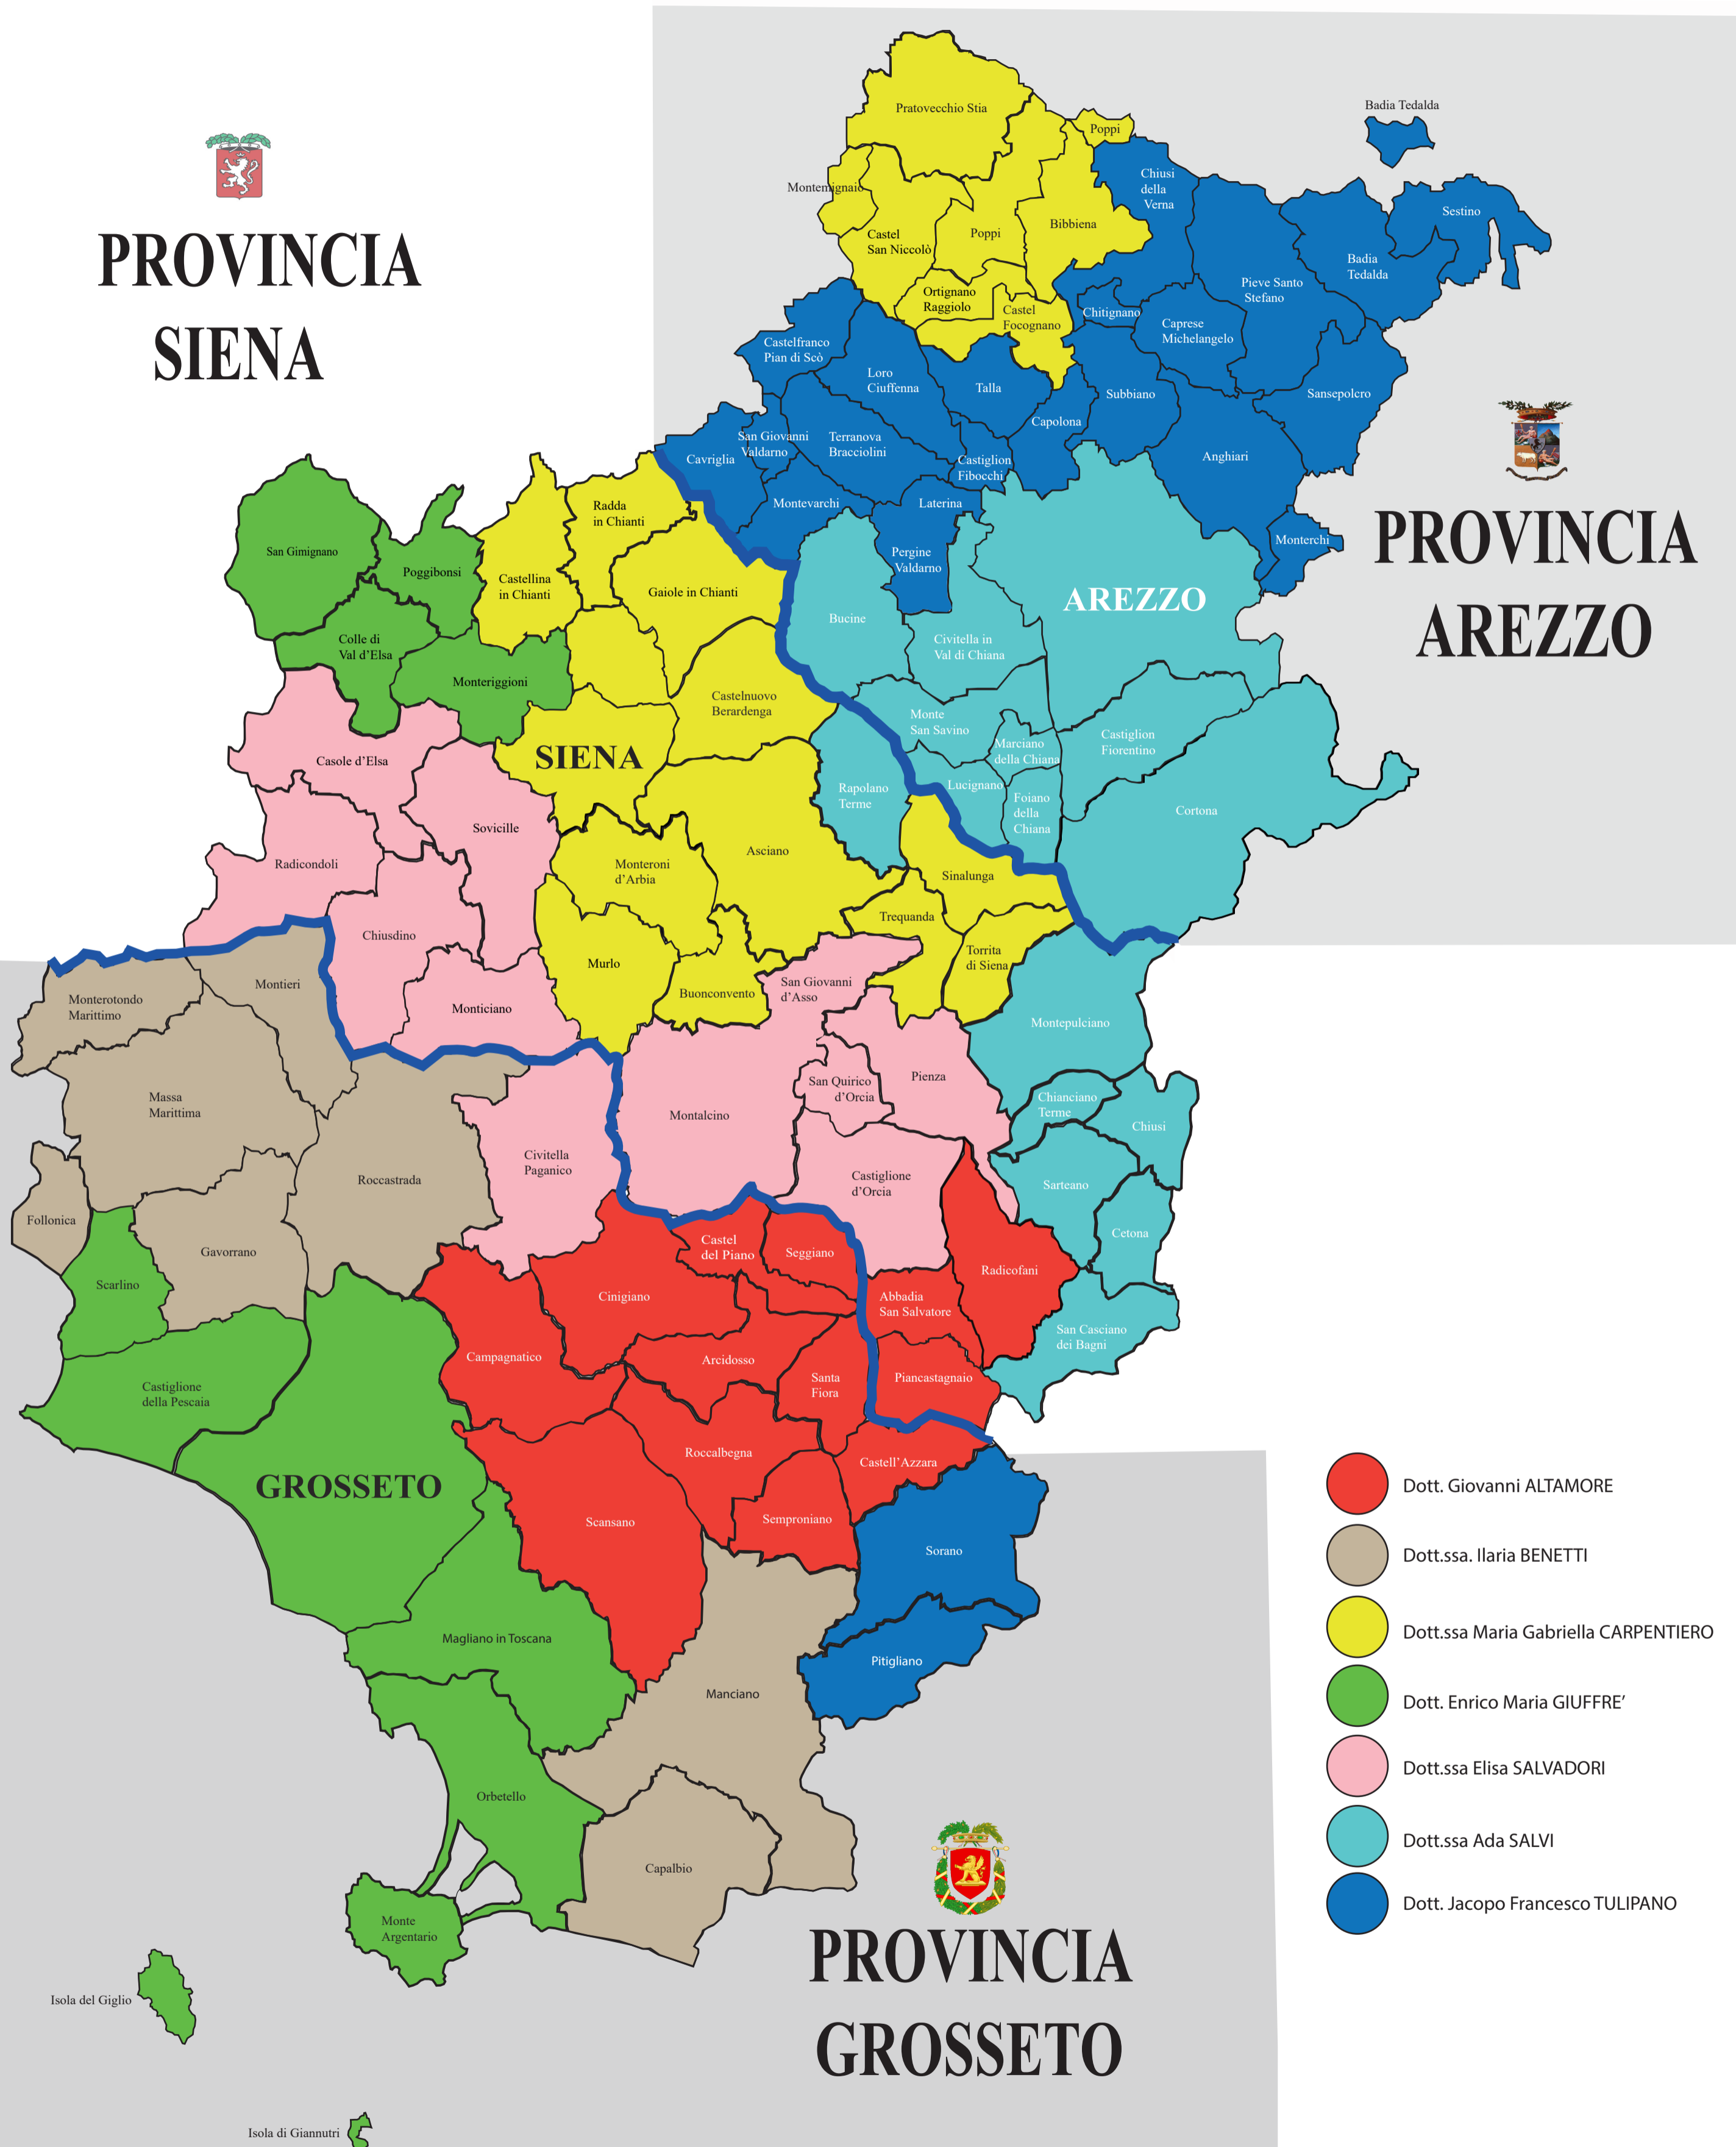 PROVINCIA
SIENA
PROVINCIA
AREZZO
PROVINCIA
GROSSETO
Pratovecchio Stia
Poppi
Badia Tedalda
Montemignaio
Chiusi
della
Verna
Castel
San Niccolò
Poppi
Bibbiena
Sestino
Badia
Tedalda
Pieve Santo
Stefano
Ortignano
Raggiolo
Castel
Focognano
Chitignano
Caprese
Michelangelo
Castelfranco
Pian di Scò
Loro
Ciuffenna
Talla
Subbiano
Sansepolcro
Capolona
San Giovanni
Valdarno
Terranova
Bracciolini
Cavriglia
Castiglion
Fibocchi
Anghiari
Montevarchi
Laterina
Pergine
Valdarno
Monterchi
AREZZO
Bucine
Civitella in
Val di Chiana
Monte
San Savino
Marciano
della Chiana
Castiglion
Fiorentino
Lucignano
Foiano
della
Chiana
Cortona
Rapolano
Terme
San Gimignano
Poggibonsi
Radda
in Chianti
Castellina
in Chianti
Gaiole in Chianti
Colle di
Val d’Elsa
Monteriggioni
Castelnuovo
Berardenga
SIENA
Casole d’Elsa
Sovicille
Radicondoli
Monteroni
d’Arbia
Asciano
Sinalunga
Trequanda
Torrita
di Siena
Chiusdino
Murlo
Buonconvento
San Giovanni
d’Asso
Monticiano
Montieri
Monterotondo
Marittimo
Massa
Marittima
Montepulciano
Pienza
San Quirico
d’Orcia
Chianciano
Terme
Chiusi
Montalcino
Civitella
Paganico
Castiglione
d’Orcia
Sarteano
Cetona
Roccastrada
Follonica
Gavorrano
Scarlino
Castel
del Piano
Seggiano
Radicofani
Cinigiano
Abbadia
San Salvatore
San Casciano
dei Bagni
Campagnatico
Arcidosso
Santa
Fiora
Piancastagnaio
Castiglione
della Pescaia
Roccalbegna
Castell’Azzara
GROSSETO
Scansano
Semproniano
Sorano
Magliano in Toscana
Pitigliano
Manciano
Orbetello
Capalbio
Monte
Argentario
Isola del Giglio
Isola di Giannutri
Dott. Giovanni ALTAMORE
Dott.ssa. Ilaria BENETTI
Dott.ssa Maria Gabriella CARPENTIERO
Dott. Enrico Maria GIUFFRE’
Dott.ssa Elisa SALVADORI
Dott.ssa Ada SALVI
Dott. Jacopo Francesco TULIPANO